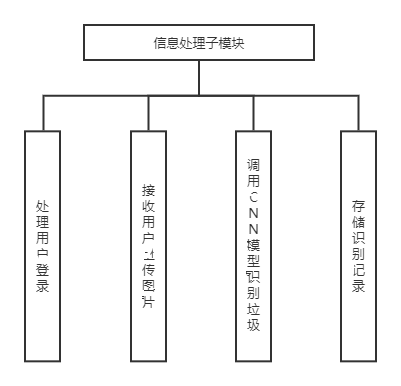 信息处理子模块
处理用户登录
接收用户上传图片
调用CNN模型识别垃圾
存储识别记录